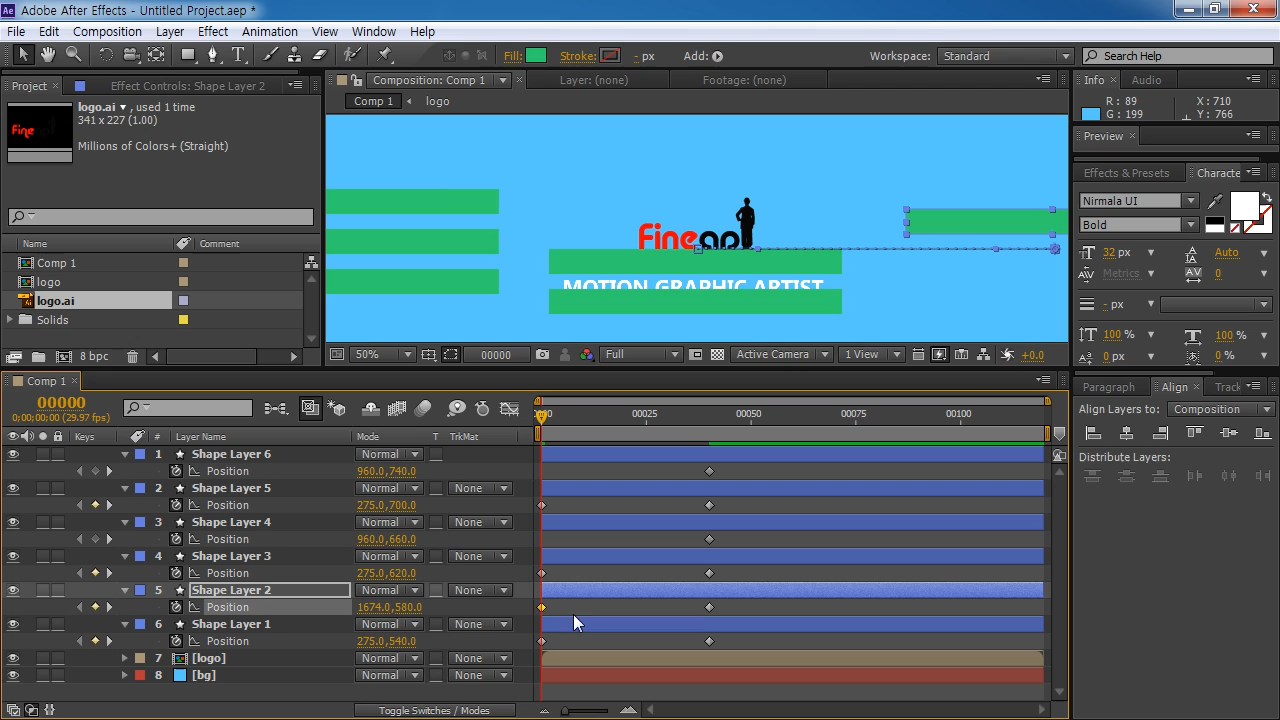 Adobe After Effects - Untitled Project.aep *
File Edit Composition Layer Effect Animation View Window Help
Fill: Stroke: - px Add: Workspace: Standard Search Help
Project Effect Controls: Shape Layer 2
logo.ai ▼, used 1 time
341 x 227 (1.00)
Millions of Colors+ (Straight)
Name Comment
Comp 1
logo
logo.ai
Solids
8 bpc
Composition: Comp 1 Layer: (none) Footage: (none)
Comp 1 logo
Fineap
MOTION GRAPHIC ARTIST
50% 00000 Full Active Camera 1 View +0.0
Info Audio
R : 89 X : 710
G : 199 Y : 766
Preview
Effects & Presets Characte
Nirmala UI
Bold
32 px Auto
Metrics 0
- px
100 % 100 %
0 px 0 %
Paragraph Align Track
Align Layers to: Composition
Distribute Layers:
Comp 1
00000
0;00;00;00 (29.97 fps)
00025 00050 00075 00100
Keys # Layer Name Mode T TrkMat
1 Shape Layer 6 Normal
Position 960.0,740.0
2 Shape Layer 5 Normal None
Position 275.0,700.0
3 Shape Layer 4 Normal None
Position 960.0,660.0
4 Shape Layer 3 Normal None
Position 275.0,620.0
5 Shape Layer 2 Normal None
Position 1674.0,580.0
6 Shape Layer 1 Normal None
Position 275.0,540.0
7 [logo] Normal None
8 [bg] Normal None
Toggle Switches / Modes